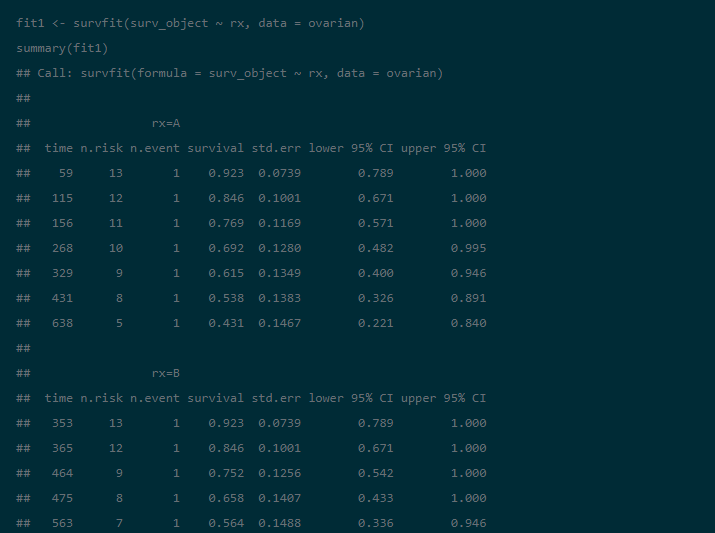 fit1 <- survfit(surv_object ~ rx, data = ovarian)
summary(fit1)
## Call: survfit(formula = surv_object ~ rx, data = ovarian)
##
##                 rx=A
##  time n.risk n.event survival std.err lower 95% CI upper 95% CI
##    59     13       1    0.923  0.0739        0.789        1.000
##   115     12       1    0.846  0.1001        0.671        1.000
##   156     11       1    0.769  0.1169        0.571        1.000
##   268     10       1    0.692  0.1280        0.482        0.995
##   329      9       1    0.615  0.1349        0.400        0.946
##   431      8       1    0.538  0.1383        0.326        0.891
##   638      5       1    0.431  0.1467        0.221        0.840
##
##                 rx=B
##  time n.risk n.event survival std.err lower 95% CI upper 95% CI
##   353     13       1    0.923  0.0739        0.789        1.000
##   365     12       1    0.846  0.1001        0.671        1.000
##   464      9       1    0.752  0.1256        0.542        1.000
##   475      8       1    0.658  0.1407        0.433        1.000
##   563      7       1    0.564  0.1488        0.336        0.946